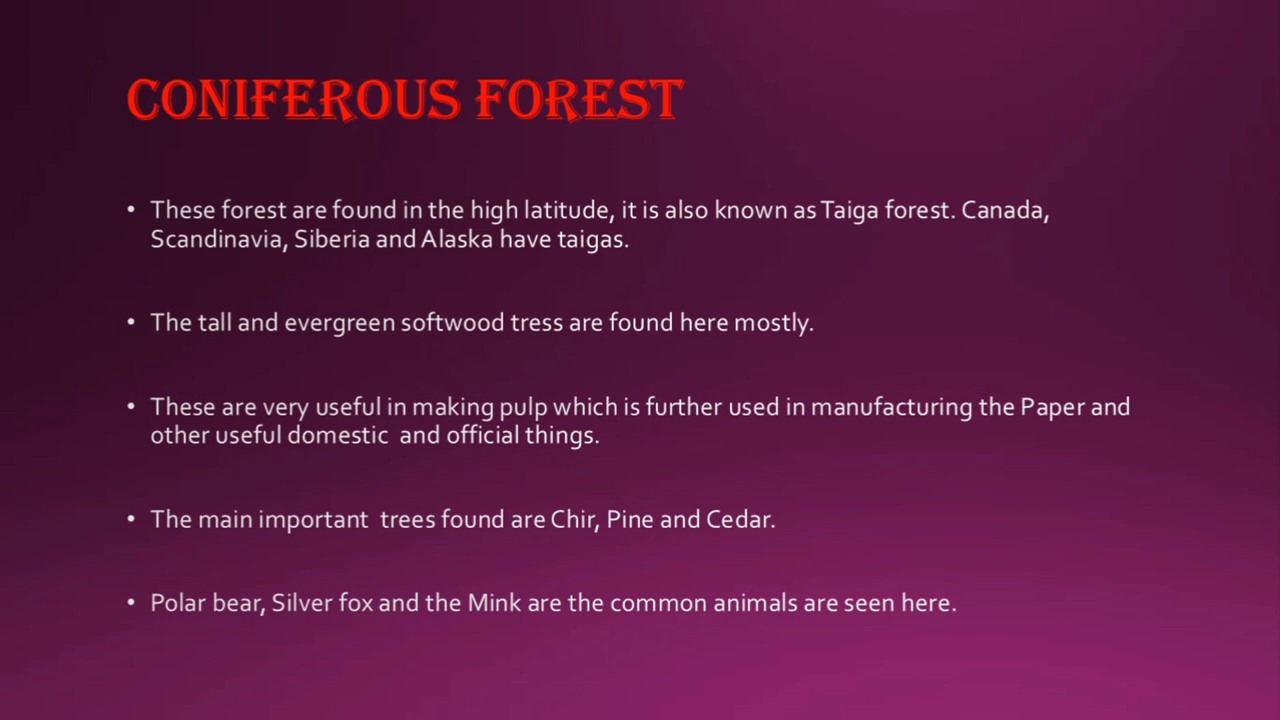 CONIFEROUS FOREST
• These forest are found in the high latitude, it is also known as Taiga forest. Canada,
Scandinavia, Siberia and Alaska have taigas.
• The tall and evergreen softwood tress are found here mostly.
• These are very useful in making pulp which is further used in manufacturing the Paper and
other useful domestic  and official things.
• The main important  trees found are Chir, Pine and Cedar.
• Polar bear, Silver fox and the Mink are the common animals are seen here.